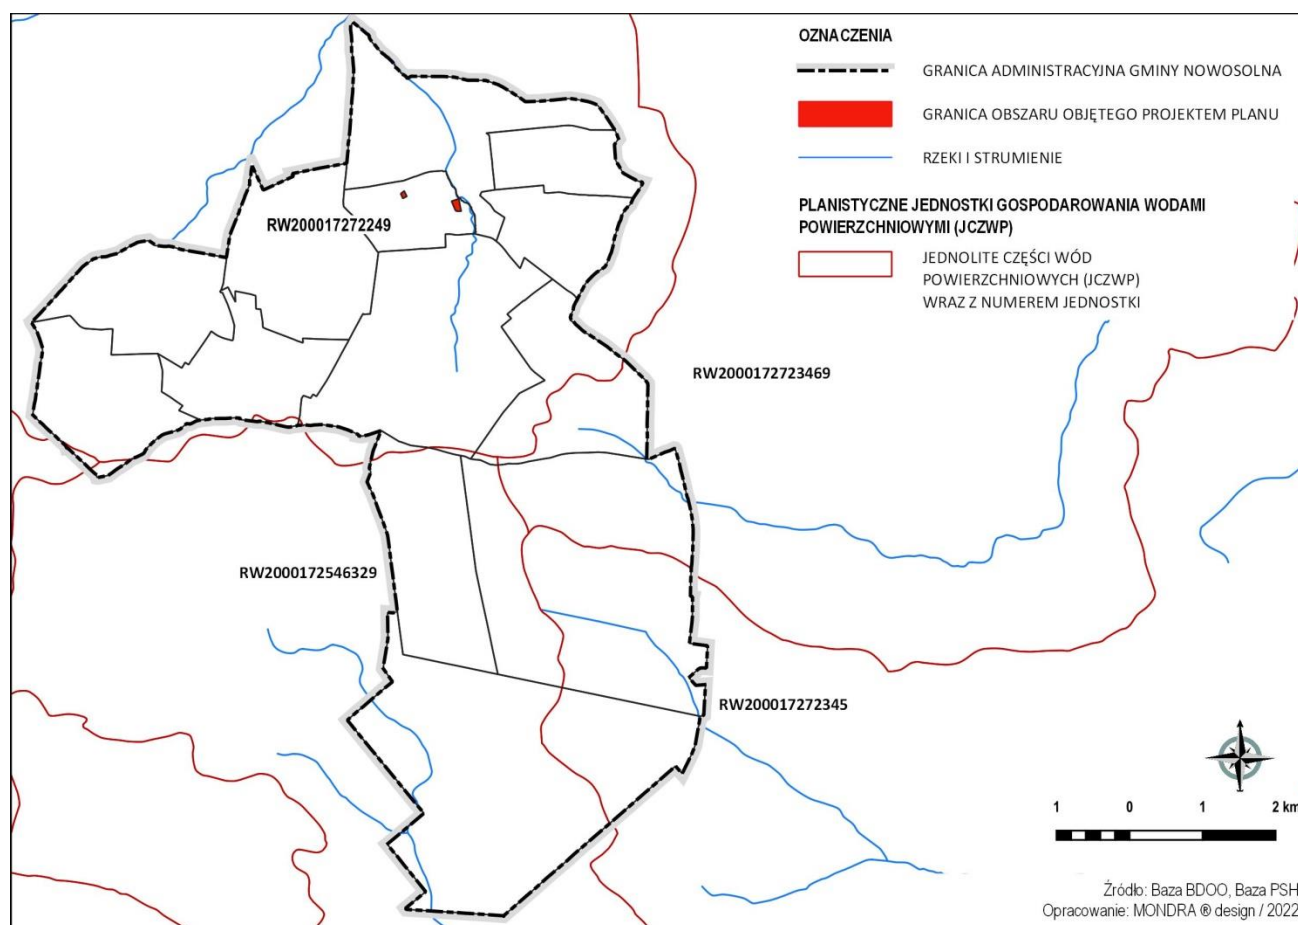 OZNACZENIA
GRANICA ADMINISTRACYJNA GMINY NOWOSOLNA
GRANICA OBSZARU OBJĘTEGO PROJEKTEM PLANU
RZEKI I STRUMIENIE
PLANISTYCZNE JEDNOSTKI GOSPODAROWANIA WODAMI
POWIERZCHNIOWYMI (JCZWP)
JEDNOLITE CZĘŚCI WÓD
POWIERZCHNIOWYCH (JCZWP)
WRAZ Z NUMEREM JEDNOSTKI
RW200017272249
RW2000172723469
RW2000172546329
RW200017272345
1 0 1 2 km
Źródło: Baza BDOO, Baza PSH
Opracowanie: MONDRA ® design / 2022